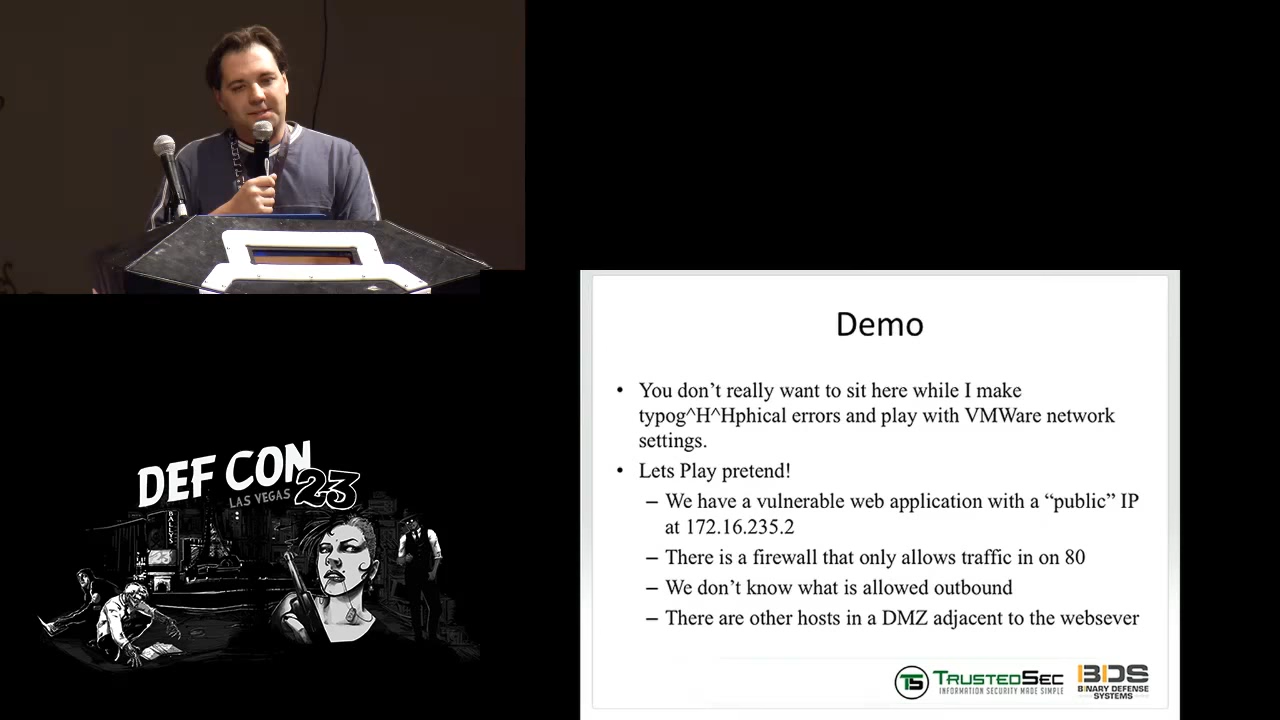 DEF CON 23
LAS VEGAS
BALLYS
Demo
• You don’t really want to sit here while I make
typog^H^Hphical errors and play with VMWare network
settings.
• Lets Play pretend!
– We have a vulnerable web application with a “public” IP
at 172.16.235.2
– There is a firewall that only allows traffic in on 80
– We don’t know what is allowed outbound
– There are other hosts in a DMZ adjacent to the websever
TS TRUSTEDSEC
INFORMATION SECURITY MADE SIMPLE
BDS
BINARY DEFENSE
SYSTEMS